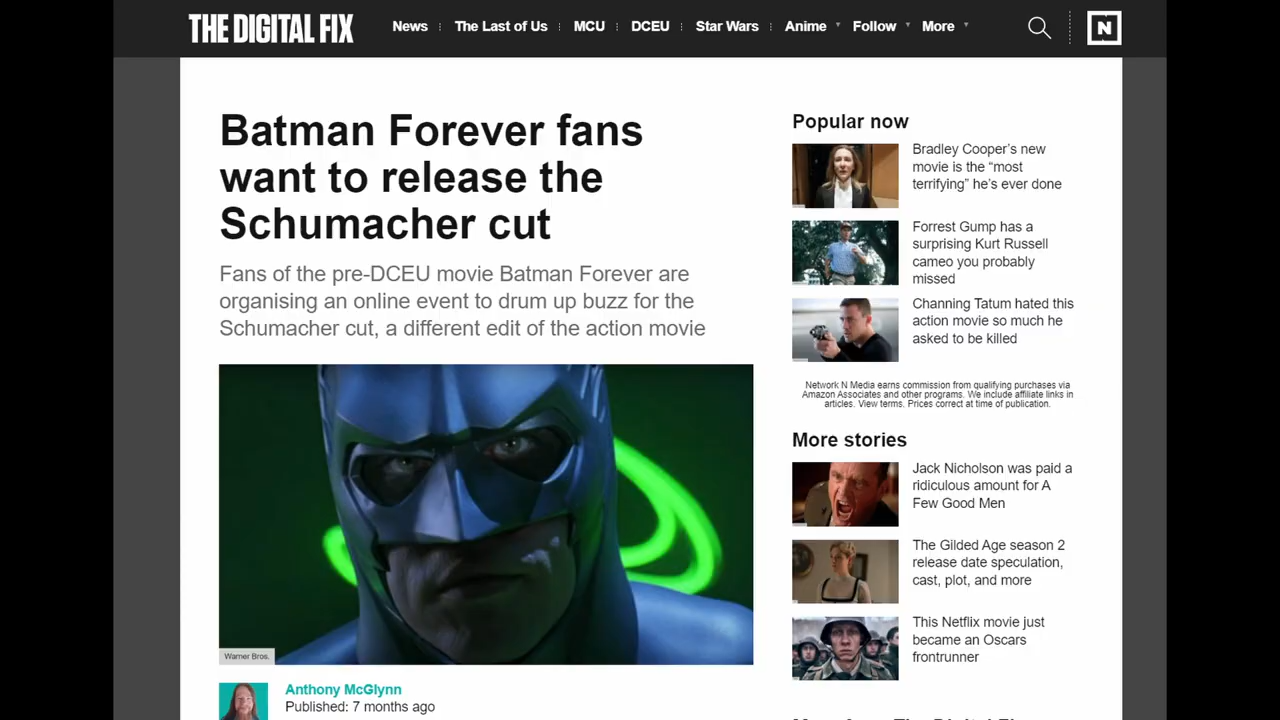 THE DIGITAL FIX
News
The Last of Us
MCU
DCEU
Star Wars
Anime
Follow
More
N
Batman Forever fans
want to release the
Schumacher cut
Fans of the pre-DCEU movie Batman Forever are
organising an online event to drum up buzz for the
Schumacher cut, a different edit of the action movie
Warner Bros.
Anthony McGlynn
Published: 7 months ago
Popular now
Bradley Cooper’s new
movie is the “most
terrifying” he’s ever done
Forrest Gump has a
surprising Kurt Russell
cameo you probably
missed
Channing Tatum hated this
action movie so much he
asked to be killed
Network N Media earns commission from qualifying purchases via
Amazon Associates and other programs. We include affiliate links in
articles. View terms. Prices correct at time of publication.
More stories
Jack Nicholson was paid a
ridiculous amount for A
Few Good Men
The Gilded Age season 2
release date speculation,
cast, plot, and more
This Netflix movie just
became an Oscars
frontrunner